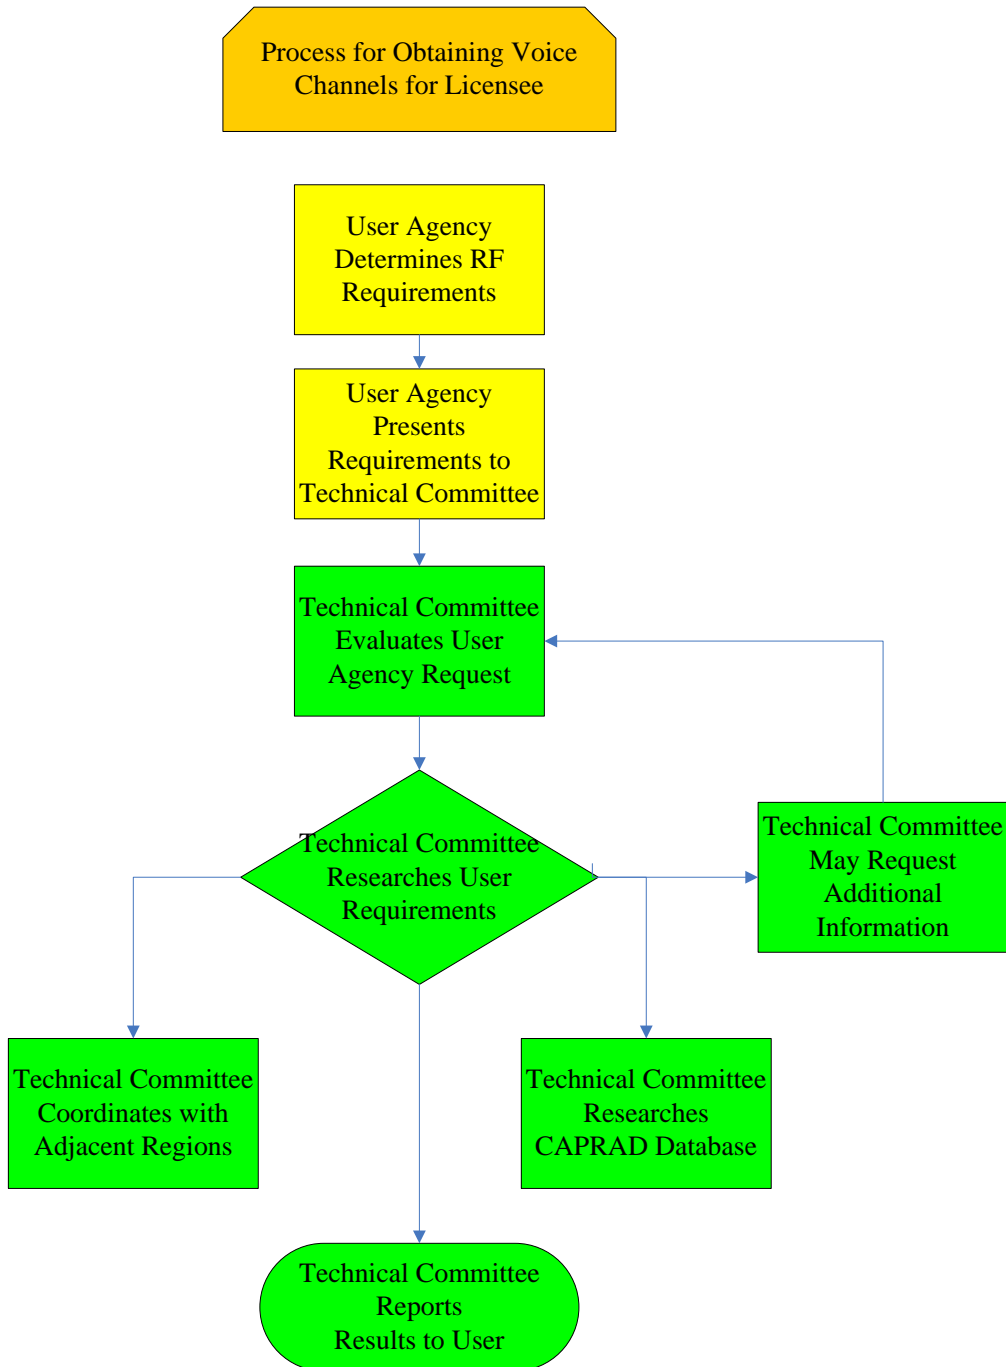 Process for Obtaining Voice
Channels for Licensee
User Agency
Determines RF
Requirements
User Agency
Presents
Requirements to
Technical Committee
Technical Committee
Evaluates User
Agency Request
Technical Committee
Researches User
Requirements
Technical Committee
May Request
Additional
Information
Technical Committee
Coordinates with
Adjacent Regions
Technical Committee
Researches
CAPRAD Database
Technical Committee
Reports
Results to User